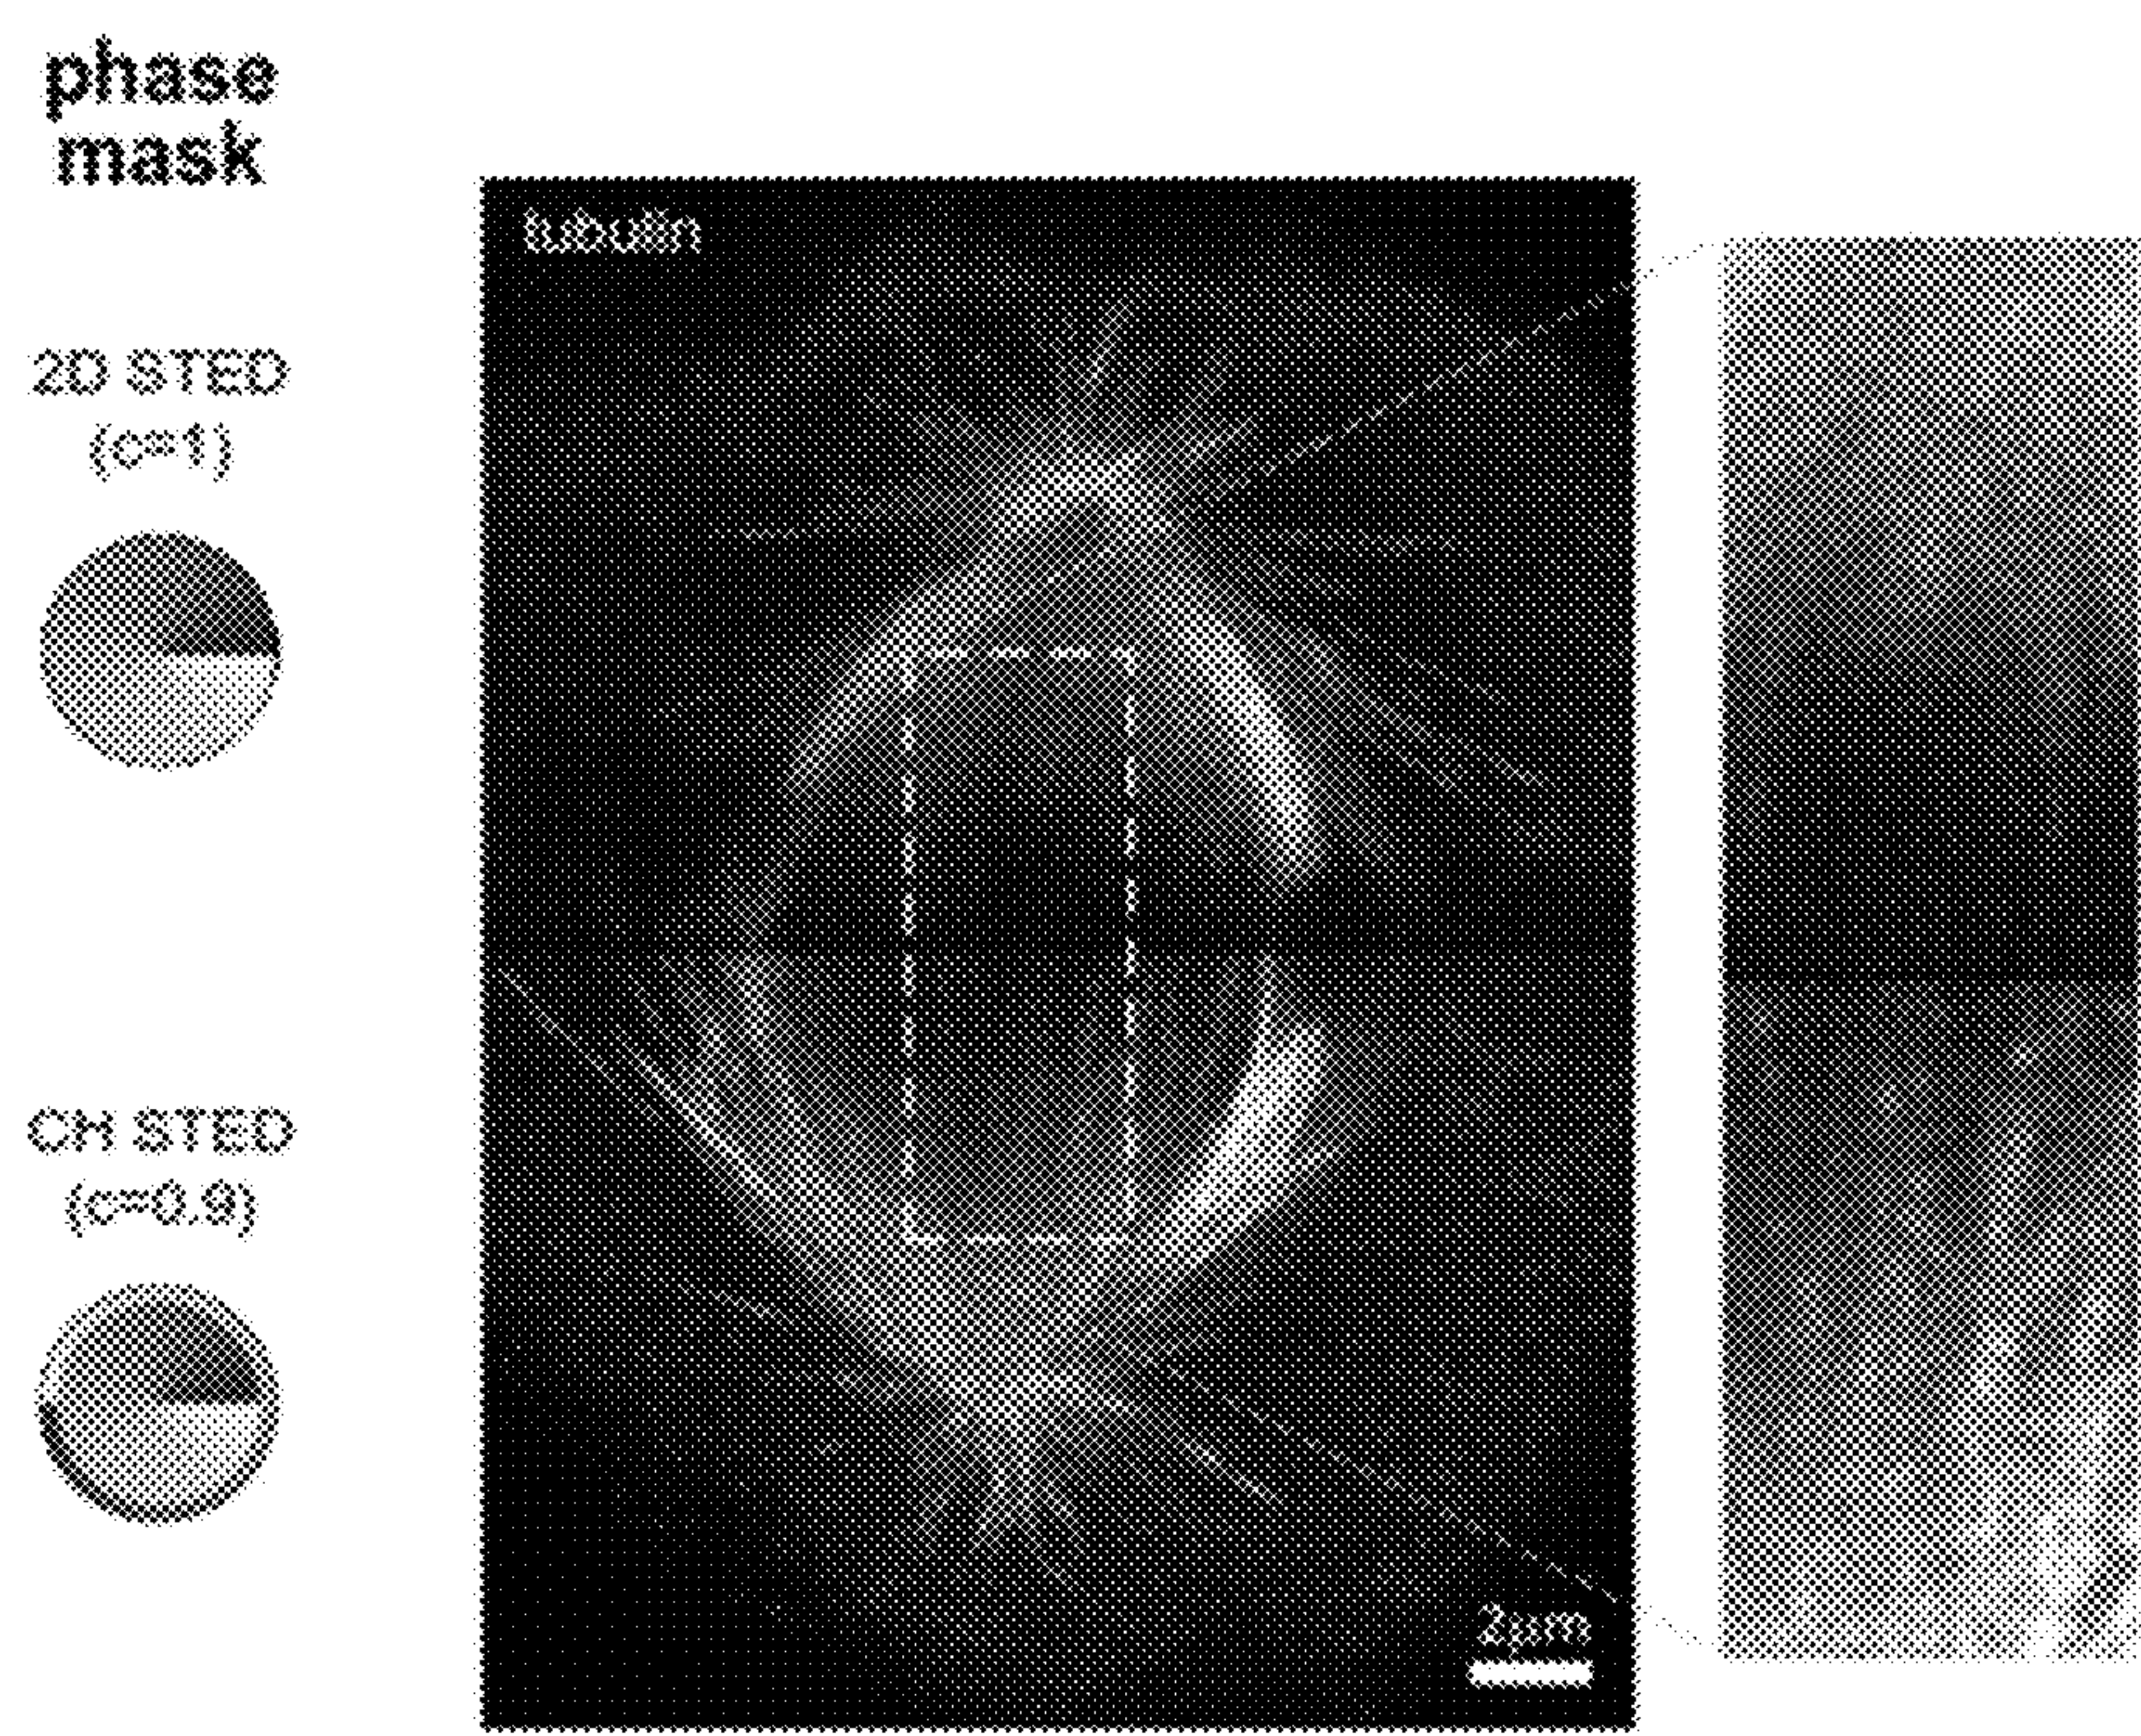 phase
mask
tubulin
2D STED
(c=1)
CH STED
(c=0.9)
2μm